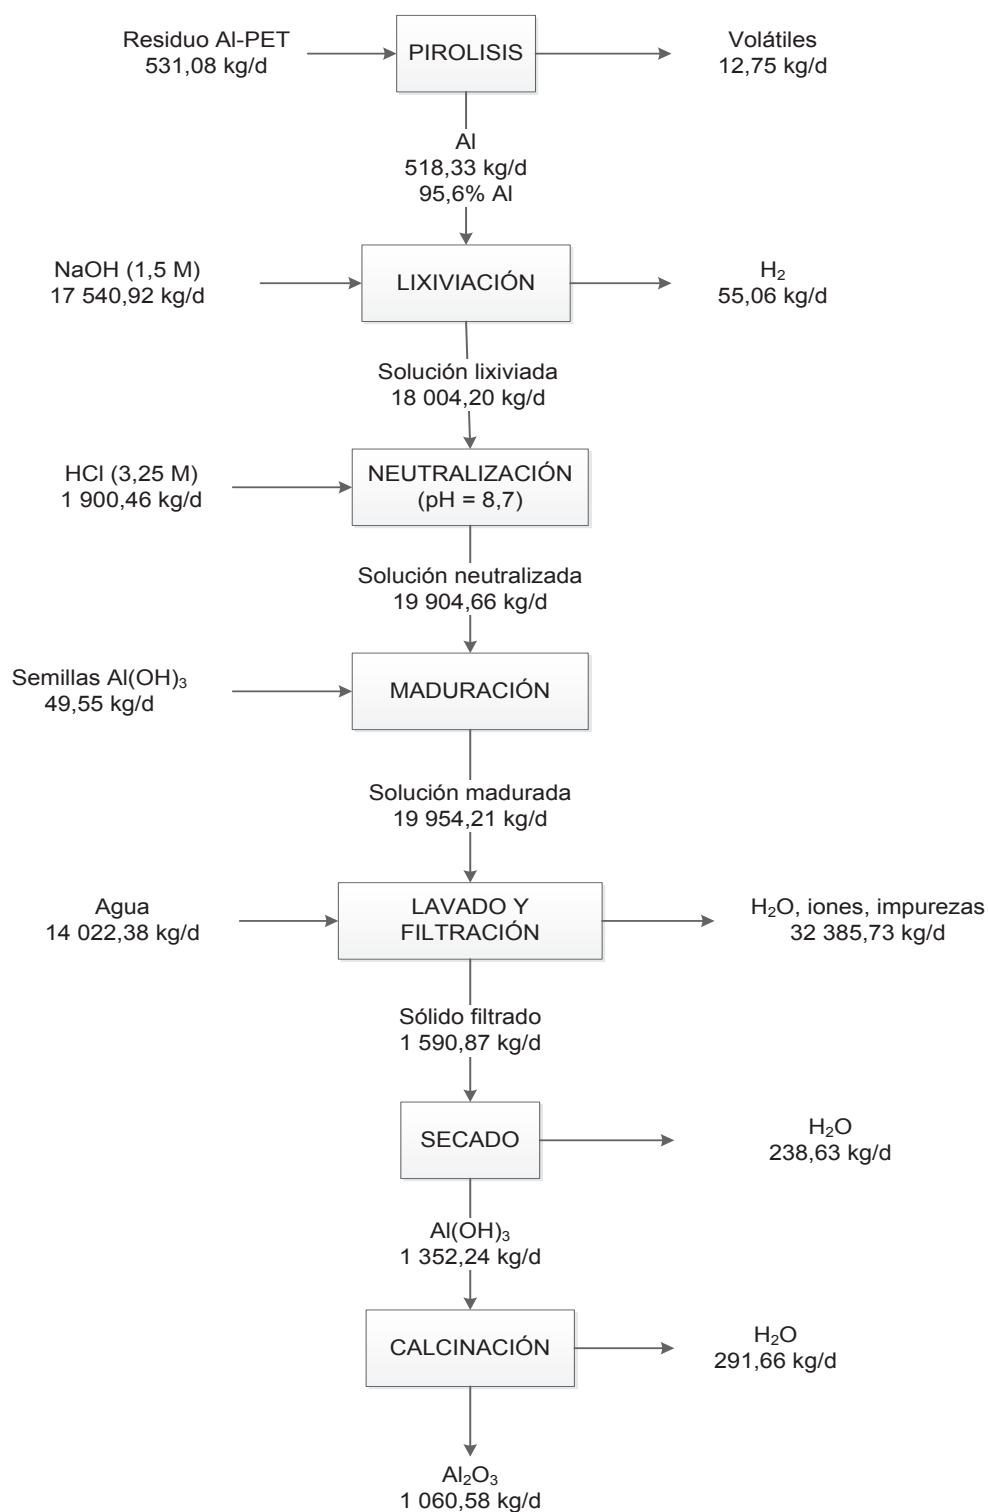 Residuo Al-PET
531,08 kg/d
PIROLISIS
Volátiles
12,75 kg/d
Al
518,33 kg/d
95,6% Al
NaOH (1,5 M)
17 540,92 kg/d
LIXIVIACIÓN
H₂
55,06 kg/d
Solución lixiviada
18 004,20 kg/d
HCl (3,25 M)
1 900,46 kg/d
NEUTRALIZACIÓN
(pH = 8,7)
Solución neutralizada
19 904,66 kg/d
Semillas Al(OH)₃
49,55 kg/d
MADURACIÓN
Solución madurada
19 954,21 kg/d
Agua
14 022,38 kg/d
LAVADO Y
FILTRACIÓN
H₂O, iones, impurezas
32 385,73 kg/d
Sólido filtrado
1 590,87 kg/d
SECADO
H₂O
238,63 kg/d
Al(OH)₃
1 352,24 kg/d
CALCINACIÓN
H₂O
291,66 kg/d
Al₂O₃
1 060,58 kg/d